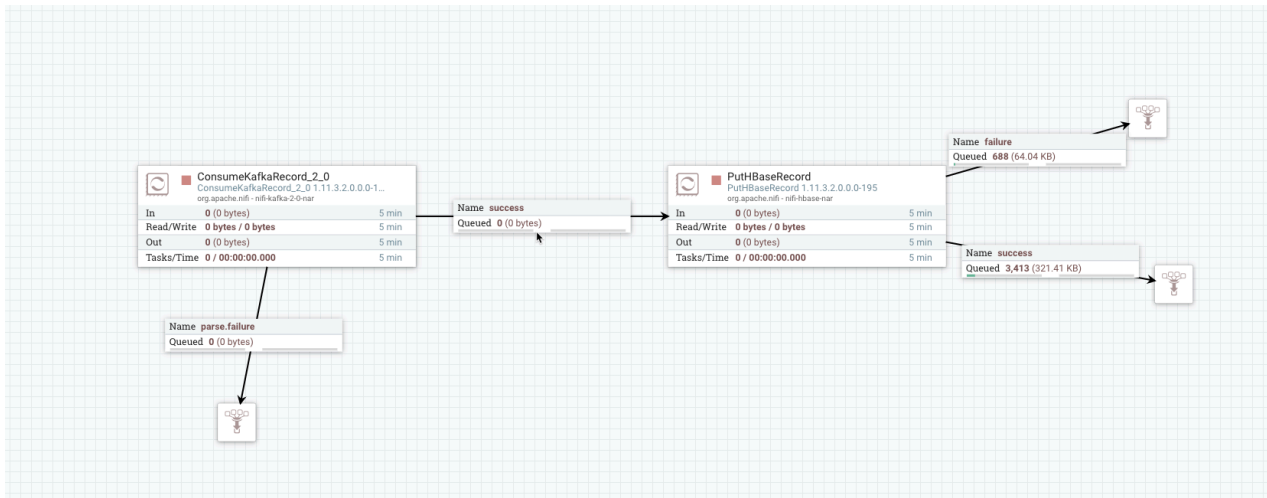 Name failure
Queued 688 (64.04 KB)
ConsumeKafkaRecord_2_0
ConsumeKafkaRecord_2_0 1.11.3.2.0.0.0-1...
org.apache.nifi - nifi-kafka-2-0-nar
In 0 (0 bytes) 5 min
Read/Write 0 bytes / 0 bytes 5 min
Out 0 (0 bytes) 5 min
Tasks/Time 0 / 00:00:00.000 5 min
Name success
Queued 0 (0 bytes)
PutHBaseRecord
PutHBaseRecord 1.11.3.2.0.0.0-195
org.apache.nifi - nifi-hbase-nar
In 0 (0 bytes) 5 min
Read/Write 0 bytes / 0 bytes 5 min
Out 0 (0 bytes) 5 min
Tasks/Time 0 / 00:00:00.000 5 min
Name success
Queued 3,413 (321.41 KB)
Name parse.failure
Queued 0 (0 bytes)